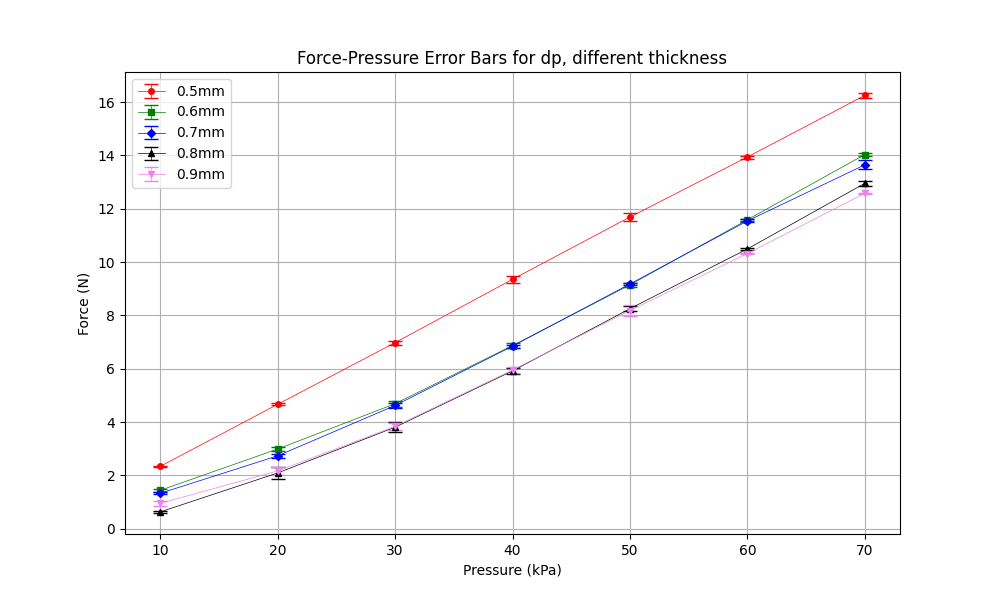 Force-Pressure Error Bars for dp, different thickness
0.5mm
0.6mm
0.7mm
0.8mm
0.9mm
Force (N)
16
14
12
10
8
6
4
2
0
10 20 30 40 50 60 70
Pressure (kPa)